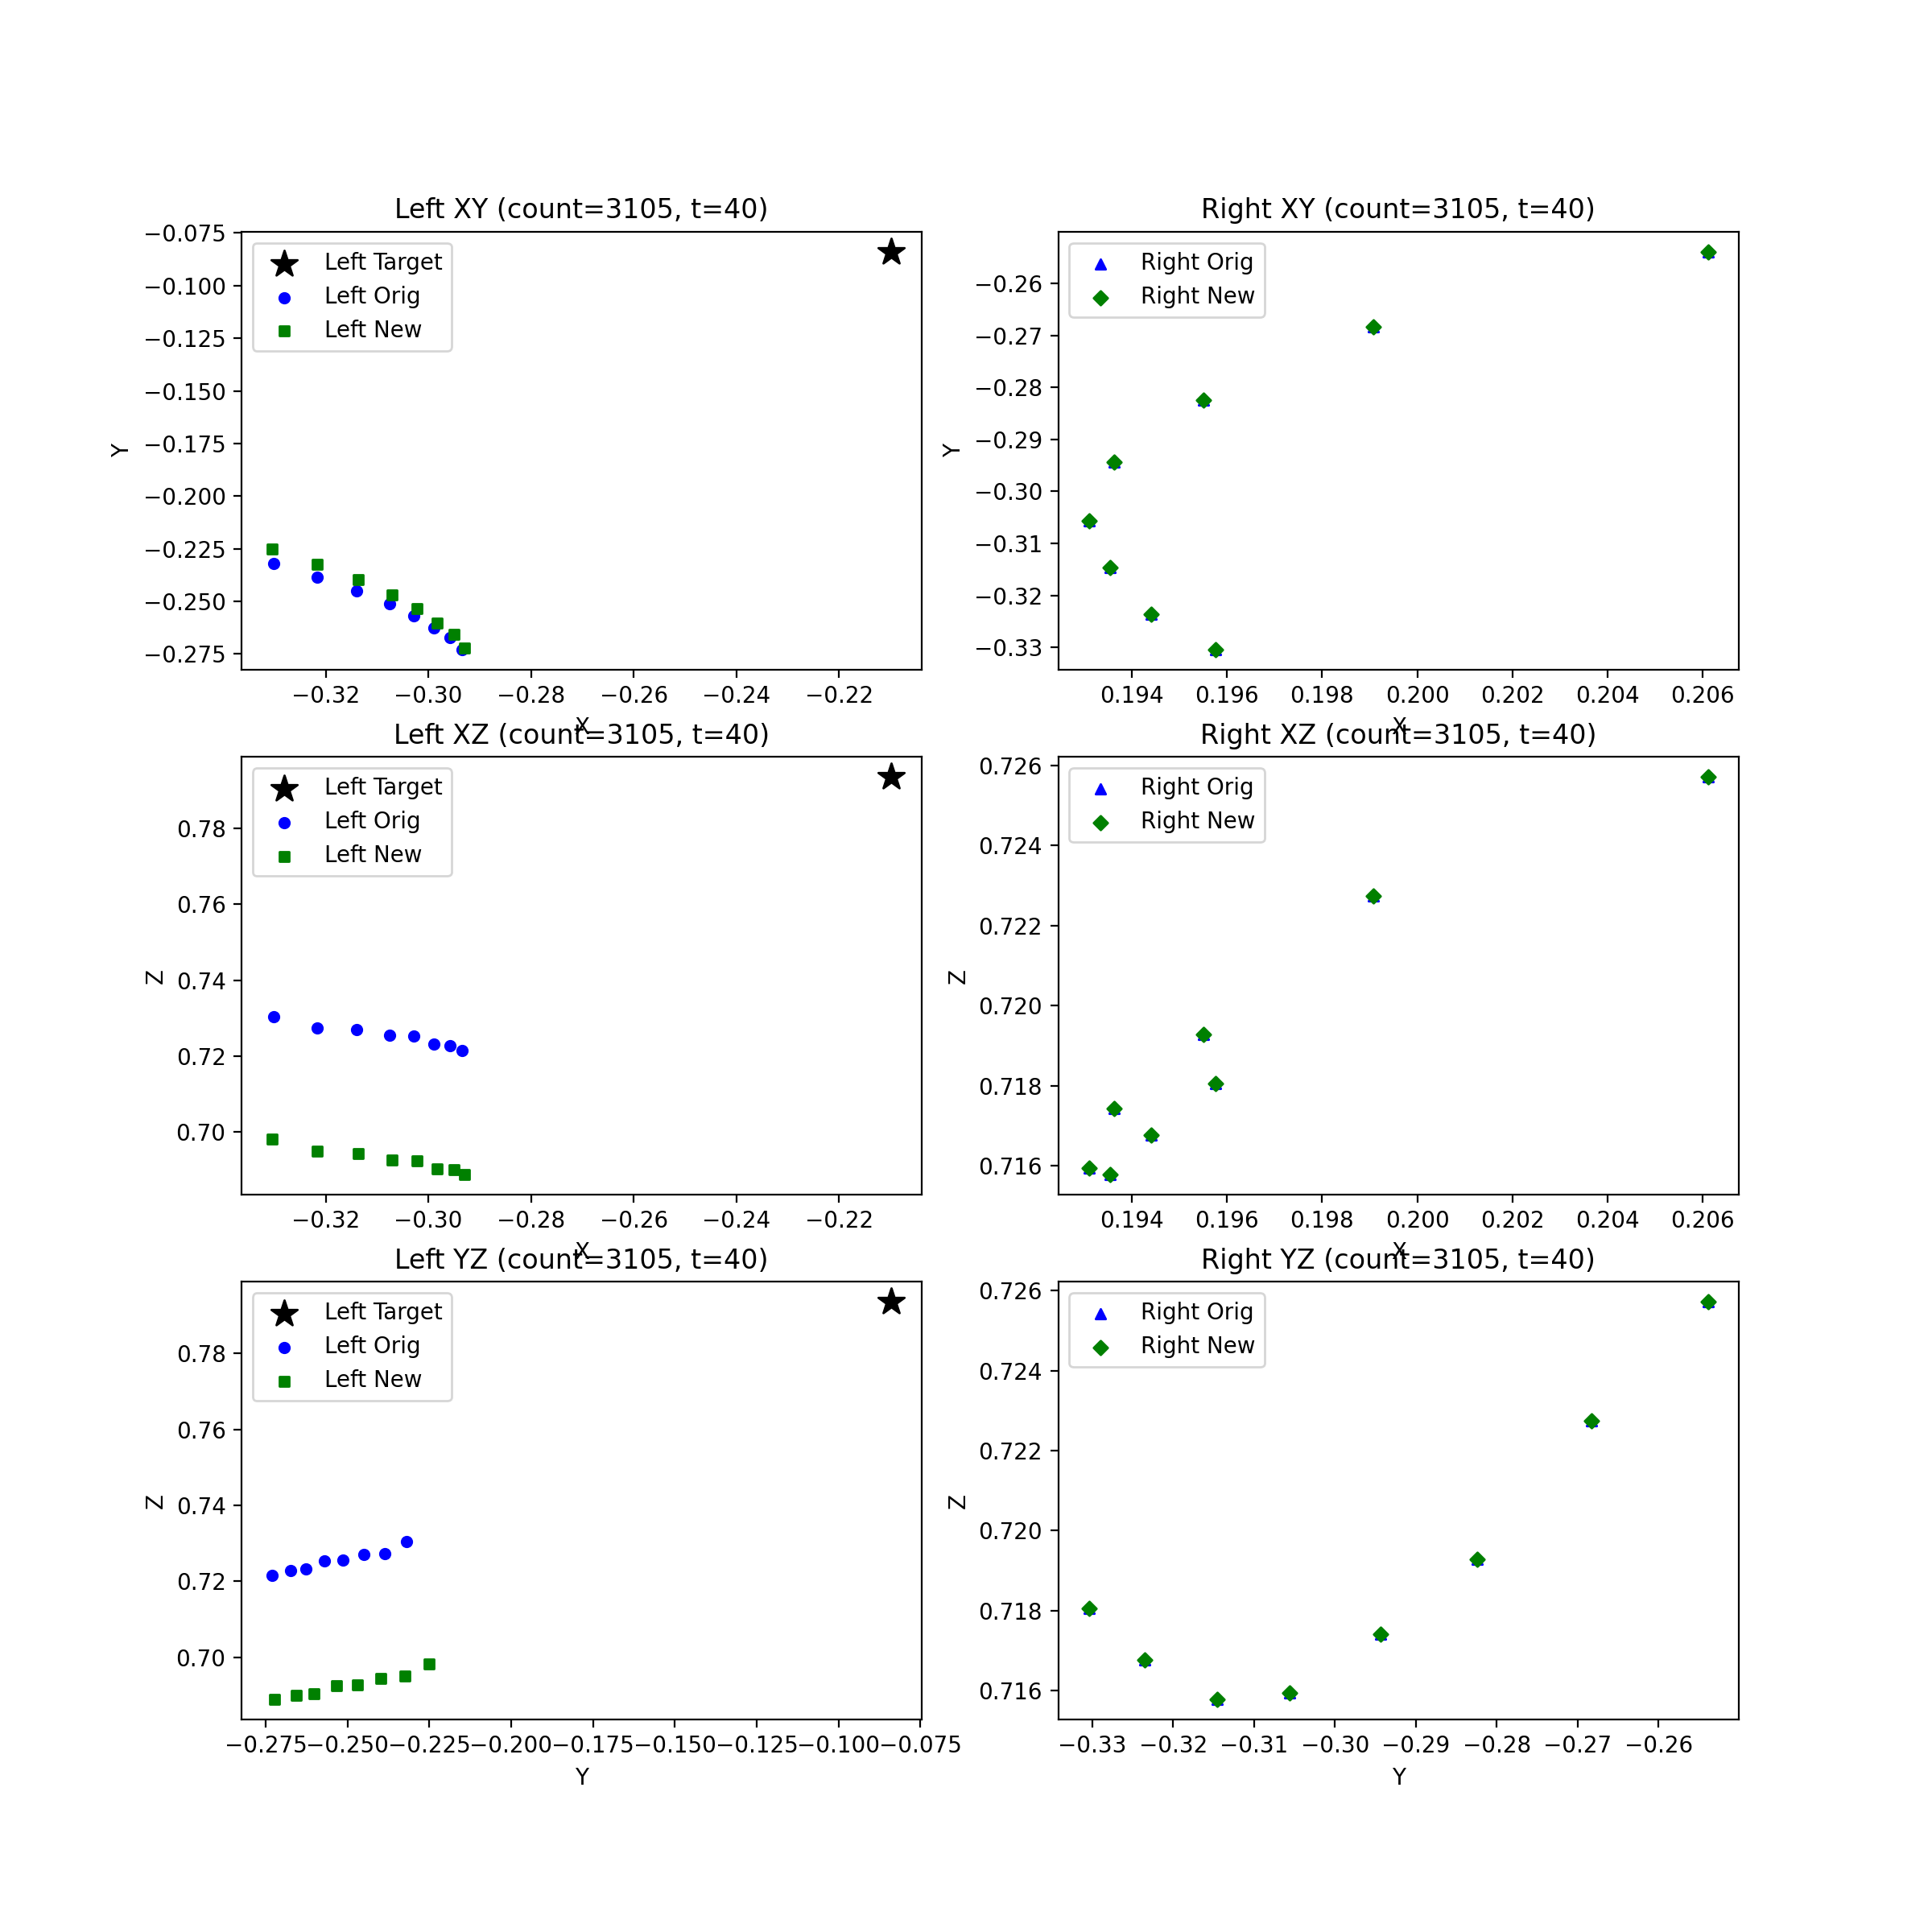 Left XY (count=3105, t=40)
Left Target
Left Orig
Left New
Y
−0.075
−0.100
−0.125
−0.150
−0.175
−0.200
−0.225
−0.250
−0.275
−0.32 −0.30 −0.28 −0.26 −0.24 −0.22
X
Right XY (count=3105, t=40)
Right Orig
Right New
Y
−0.26
−0.27
−0.28
−0.29
−0.30
−0.31
−0.32
−0.33
0.194 0.196 0.198 0.200 0.202 0.204 0.206
X
Left XZ (count=3105, t=40)
Left Target
Left Orig
Left New
Z
0.78
0.76
0.74
0.72
0.70
−0.32 −0.30 −0.28 −0.26 −0.24 −0.22
X
Right XZ (count=3105, t=40)
Right Orig
Right New
Z
0.726
0.724
0.722
0.720
0.718
0.716
0.194 0.196 0.198 0.200 0.202 0.204 0.206
X
Left YZ (count=3105, t=40)
Left Target
Left Orig
Left New
Z
0.78
0.76
0.74
0.72
0.70
−0.275 −0.250 −0.225 −0.200 −0.175 −0.150 −0.125 −0.100 −0.075
Y
Right YZ (count=3105, t=40)
Right Orig
Right New
Z
0.726
0.724
0.722
0.720
0.718
0.716
−0.33 −0.32 −0.31 −0.30 −0.29 −0.28 −0.27 −0.26
Y